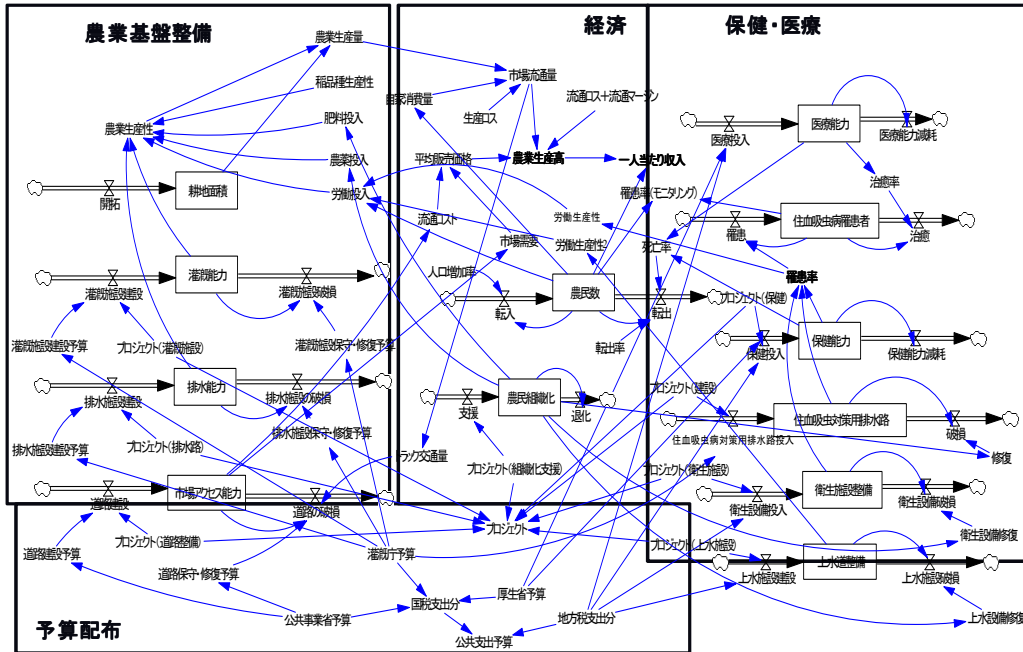 農業基盤整備
経済
保健・医療
農業生産量
稲品種生産性
農業生産性
肥料投入
農薬投入
労働投入
開拓
耕地面積
灌漑施設建設
灌漑能力
灌漑施設破損
灌漑施設建設予算
プロジェクト(灌漑施設)
灌漑施設保守・修復予算
排水施設建設
排水能力
排水施設の破損
排水施設建設予算
プロジェクト(排水路)
排水施設保守・修復予算
道路建設
市場アクセス能力
道路の破損
市場流通量
自家消費量
生産コス
流通コスト+流通マージン
平均販売価格
農業生産高
一人当たり収入
流通コスト
市場需要
労働生産性
労働生産性2
人口増加率
転入
農民数
転出
転出率
支援
農民組織化
退化
トラック交通量
プロジェクト(組織化支援)
医療投入
医療能力
医療能力減耗
治癒率
罹患率(モニタリング)
罹患
住血吸虫病罹患者
治癒
死亡率
罹患率
プロジェクト(保健)
保健投入
保健能力
保健能力減耗
プロジェクト(建設)
住血吸虫対策用排水路
住血吸虫病対策用排水路投入
破損
修復
プロジェクト(衛生施設)
衛生設備投入
衛生施設整備
衛生設備破損
衛生設備修復
プロジェクト(上水施設)
上水施設建設
上水道整備
上水施設破損
上水設備修復
道路建設予算
プロジェクト(道路整備)
道路保守・修復予算
灌漑庁予算
プロジェクト
公共事業省予算
国税支出分
厚生省予算
地方税支出分
公共支出予算
予算配布